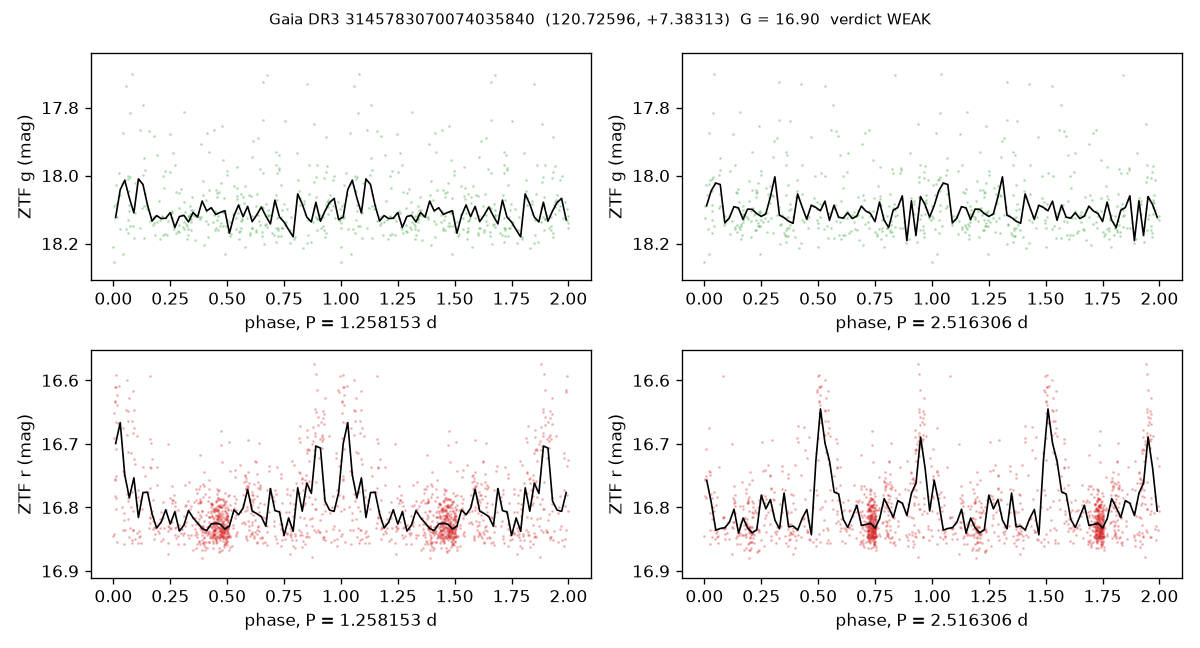 Gaia DR3 3145783070074035840  (120.72596, +7.38313)  G = 16.90  verdict WEAK
ZTF g (mag)
17.8
18.0
18.2
0.00 0.25 0.50 0.75 1.00 1.25 1.50 1.75 2.00
phase, P = 1.258153 d
ZTF g (mag)
17.8
18.0
18.2
0.00 0.25 0.50 0.75 1.00 1.25 1.50 1.75 2.00
phase, P = 2.516306 d
ZTF r (mag)
16.6
16.7
16.8
16.9
0.00 0.25 0.50 0.75 1.00 1.25 1.50 1.75 2.00
phase, P = 1.258153 d
ZTF r (mag)
16.6
16.7
16.8
16.9
0.00 0.25 0.50 0.75 1.00 1.25 1.50 1.75 2.00
phase, P = 2.516306 d